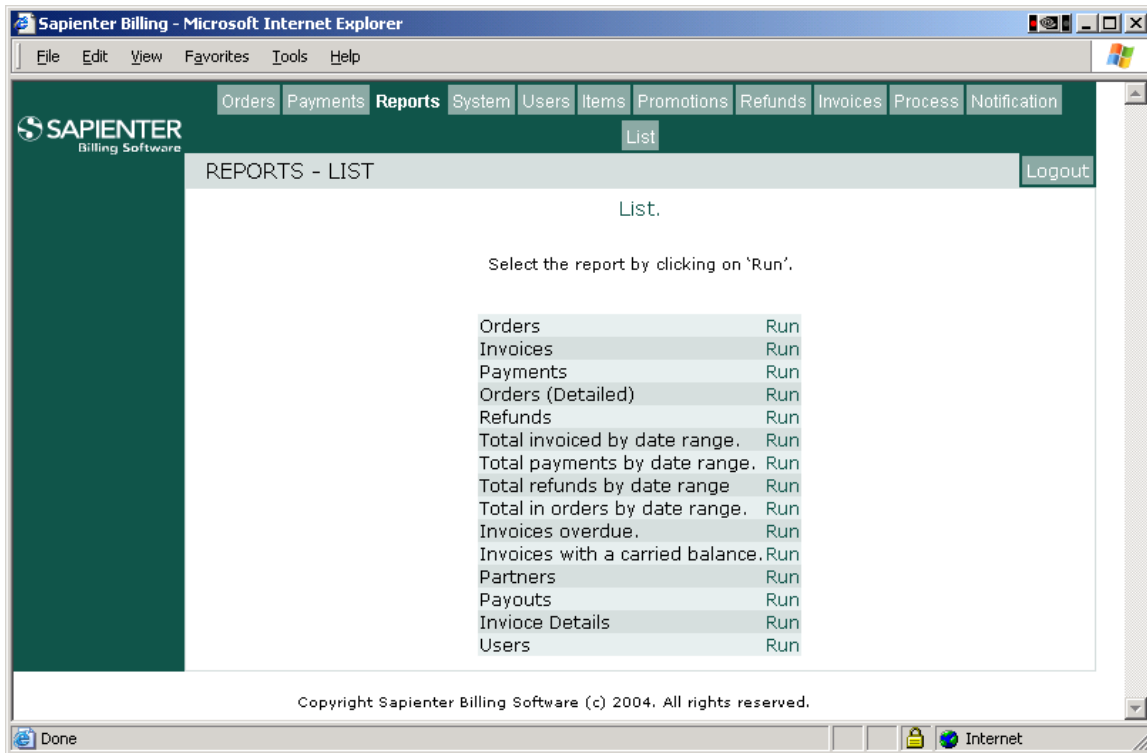 Sapienter Billing - Microsoft Internet Explorer
File Edit View Favorites Tools Help
Orders Payments Reports System Users Items Promotions Refunds Invoices Process Notification
SAPIENTER
Billing Software
List
REPORTS - LIST Logout
List.
Select the report by clicking on 'Run'.
Orders Run
Invoices Run
Payments Run
Orders (Detailed) Run
Refunds Run
Total invoiced by date range. Run
Total payments by date range. Run
Total refunds by date range Run
Total in orders by date range. Run
Invoices overdue. Run
Invoices with a carried balance. Run
Partners Run
Payouts Run
Invioce Details Run
Users Run
Copyright Sapienter Billing Software (c) 2004. All rights reserved.
Done Internet